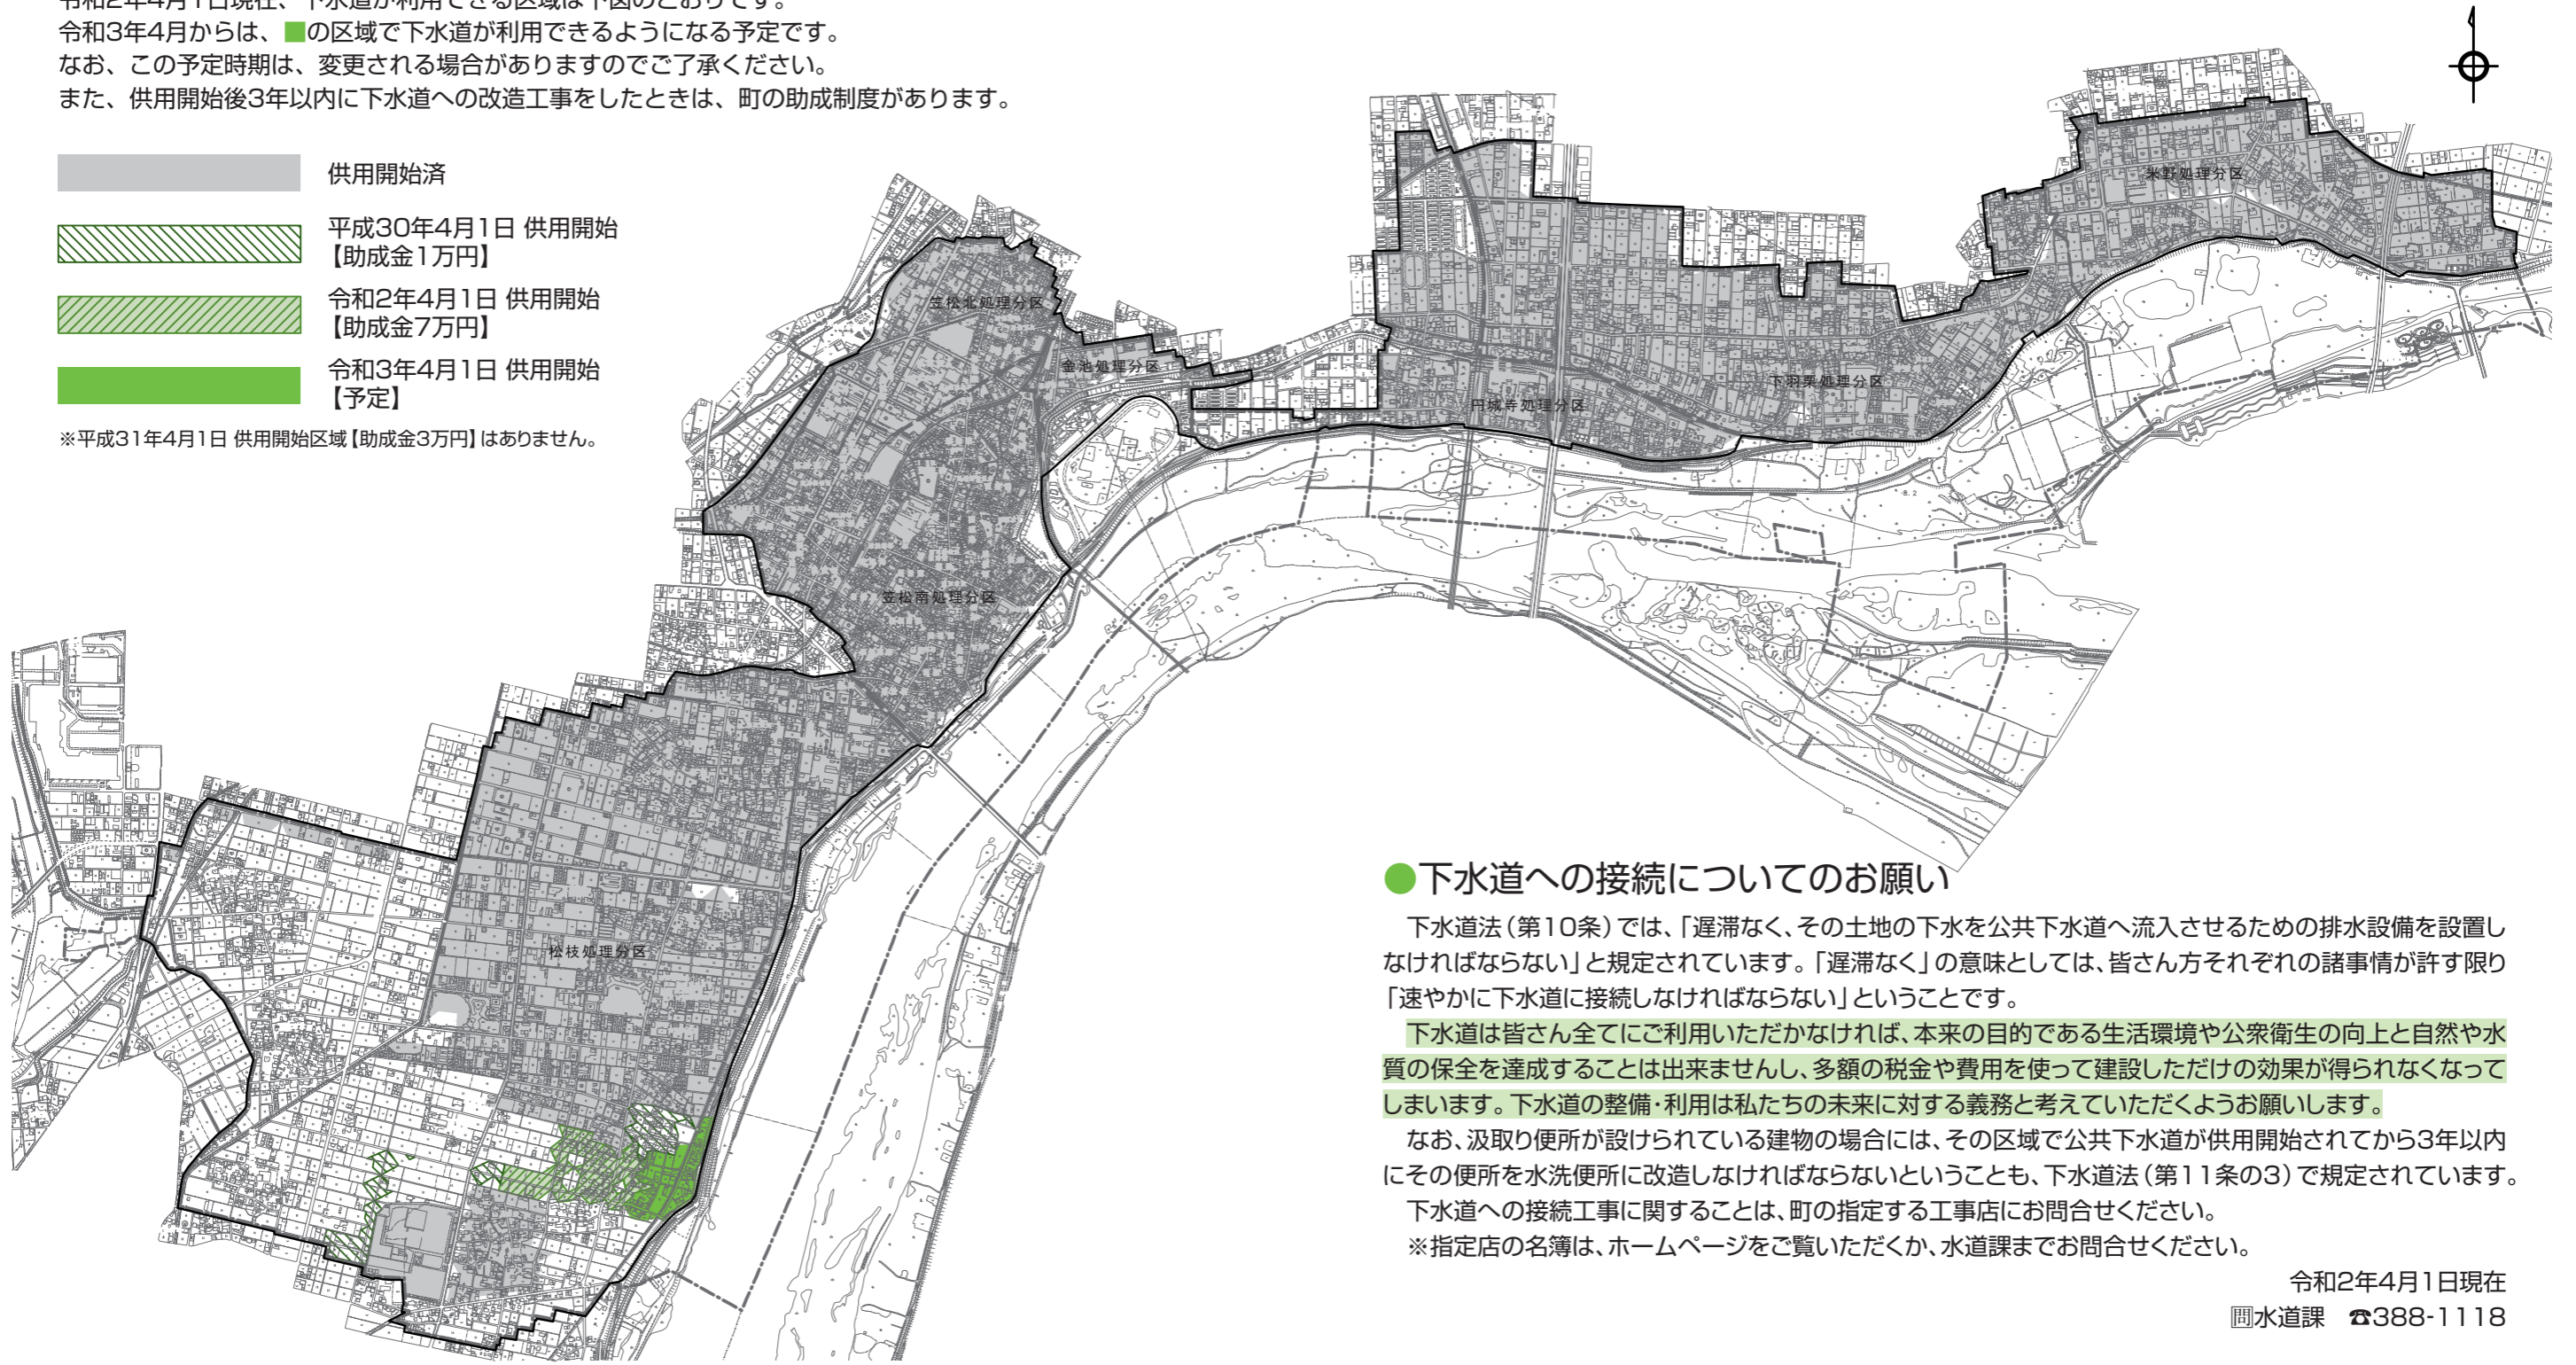 令和2年4月1日現在、下水道が利用できる区域は下図のとおりです。
令和3年4月からは、■の区域で下水道が利用できるようになる予定です。
なお、この予定時期は、変更される場合がありますのでご了承ください。
また、供用開始後3年以内に下水道への改造工事をしたときは、町の助成制度があります。
供用開始済
平成30年4月1日 供用開始
【助成金1万円】
令和2年4月1日 供用開始
【助成金7万円】
令和3年4月1日 供用開始
【予定】
※平成31年4月1日 供用開始区域【助成金3万円】はありません。
米野処理分区
笠松北処理分区
金池処理分区
下羽栗処理分区
円城寺処理分区
笠松南処理分区
松枝処理分区
●下水道への接続についてのお願い
下水道法（第10条）では、「遅滞なく、その土地の下水を公共下水道へ流入させるための排水設備を設置し
なければならない」と規定されています。「遅滞なく」の意味としては、皆さん方それぞれの諸事情が許す限り
「速やかに下水道に接続しなければならない」ということです。
下水道は皆さん全てにご利用いただかなければ、本来の目的である生活環境や公衆衛生の向上と自然や水
質の保全を達成することは出来ませんし、多額の税金や費用を使って建設しただけの効果が得られなくなって
しまいます。下水道の整備・利用は私たちの未来に対する義務と考えていただくようお願いします。
なお、汲取り便所が設けられている建物の場合には、その区域で公共下水道が供用開始されてから3年以内
にその便所を水洗便所に改造しなければならないということも、下水道法（第11条の3）で規定されています。
下水道への接続工事に関することは、町の指定する工事店にお問合せください。
※指定店の名簿は、ホームページをご覧いただくか、水道課までお問合せください。
令和2年4月1日現在
問水道課 ☎388-1118